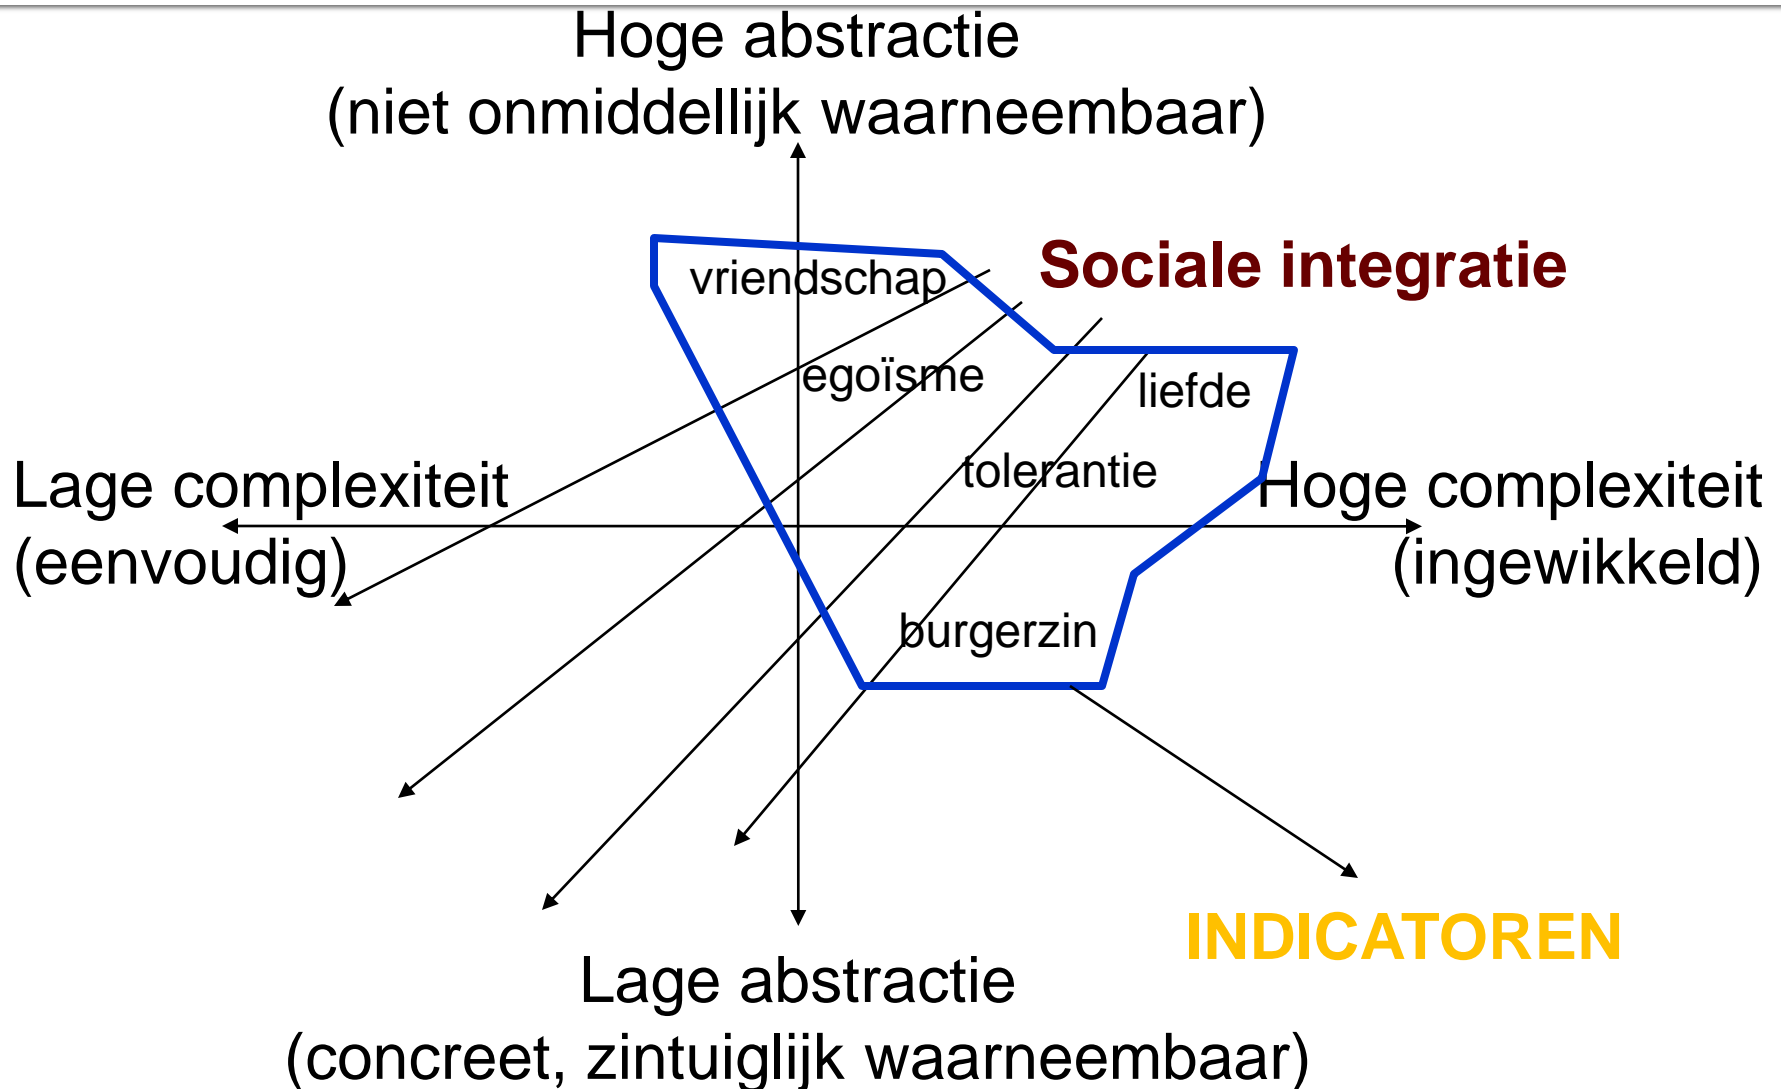 Hoge abstractie
(niet onmiddellijk waarneembaar)
Sociale integratie
vriendschap
egoïsme
liefde
tolerantie
Lage complexiteit
(eenvoudig)
Hoge complexiteit
(ingewikkeld)
burgerzin
INDICATOREN
Lage abstractie
(concreet, zintuiglijk waarneembaar)